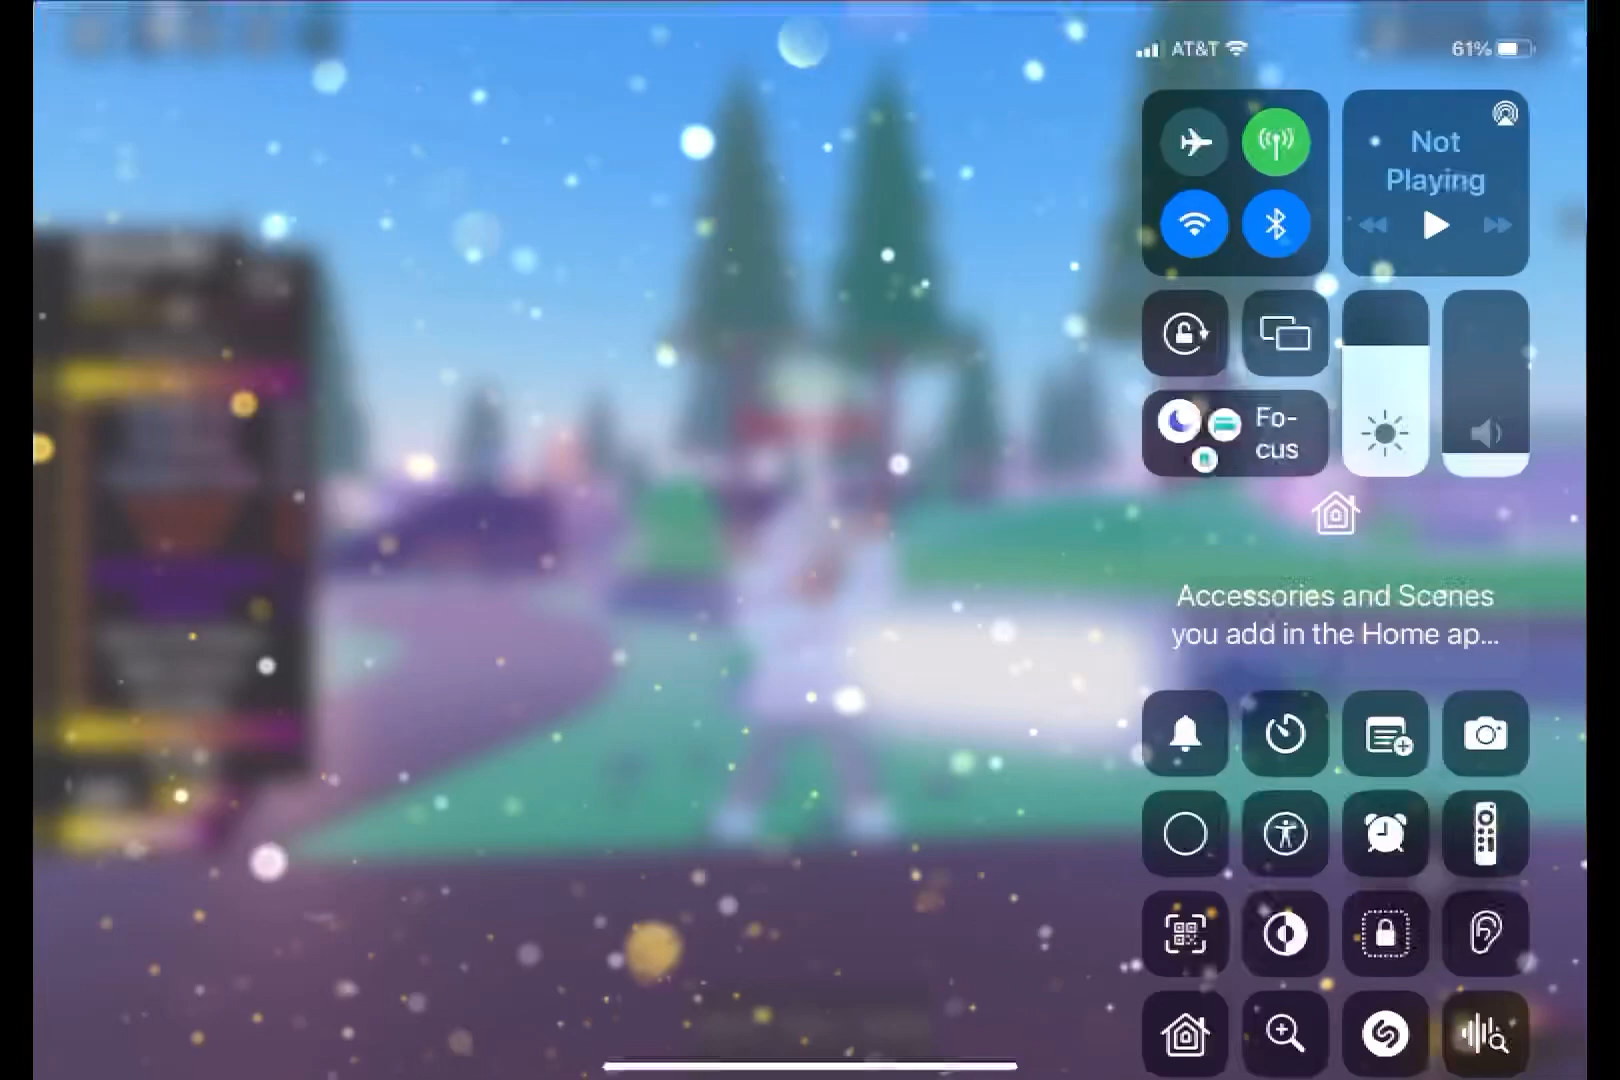 AT&T
61%
Not
Playing
Fo-
cus
Accessories and Scenes
you add in the Home ap...